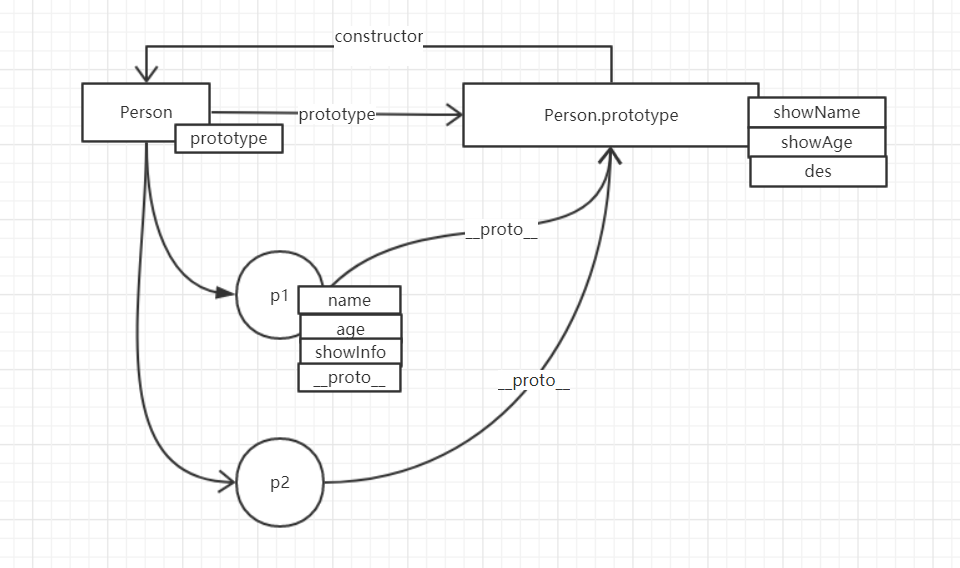 constructor
Person
prototype
prototype
Person.prototype
showName
showAge
des
__proto__
p1
name
age
showInfo
__proto__
__proto__
p2